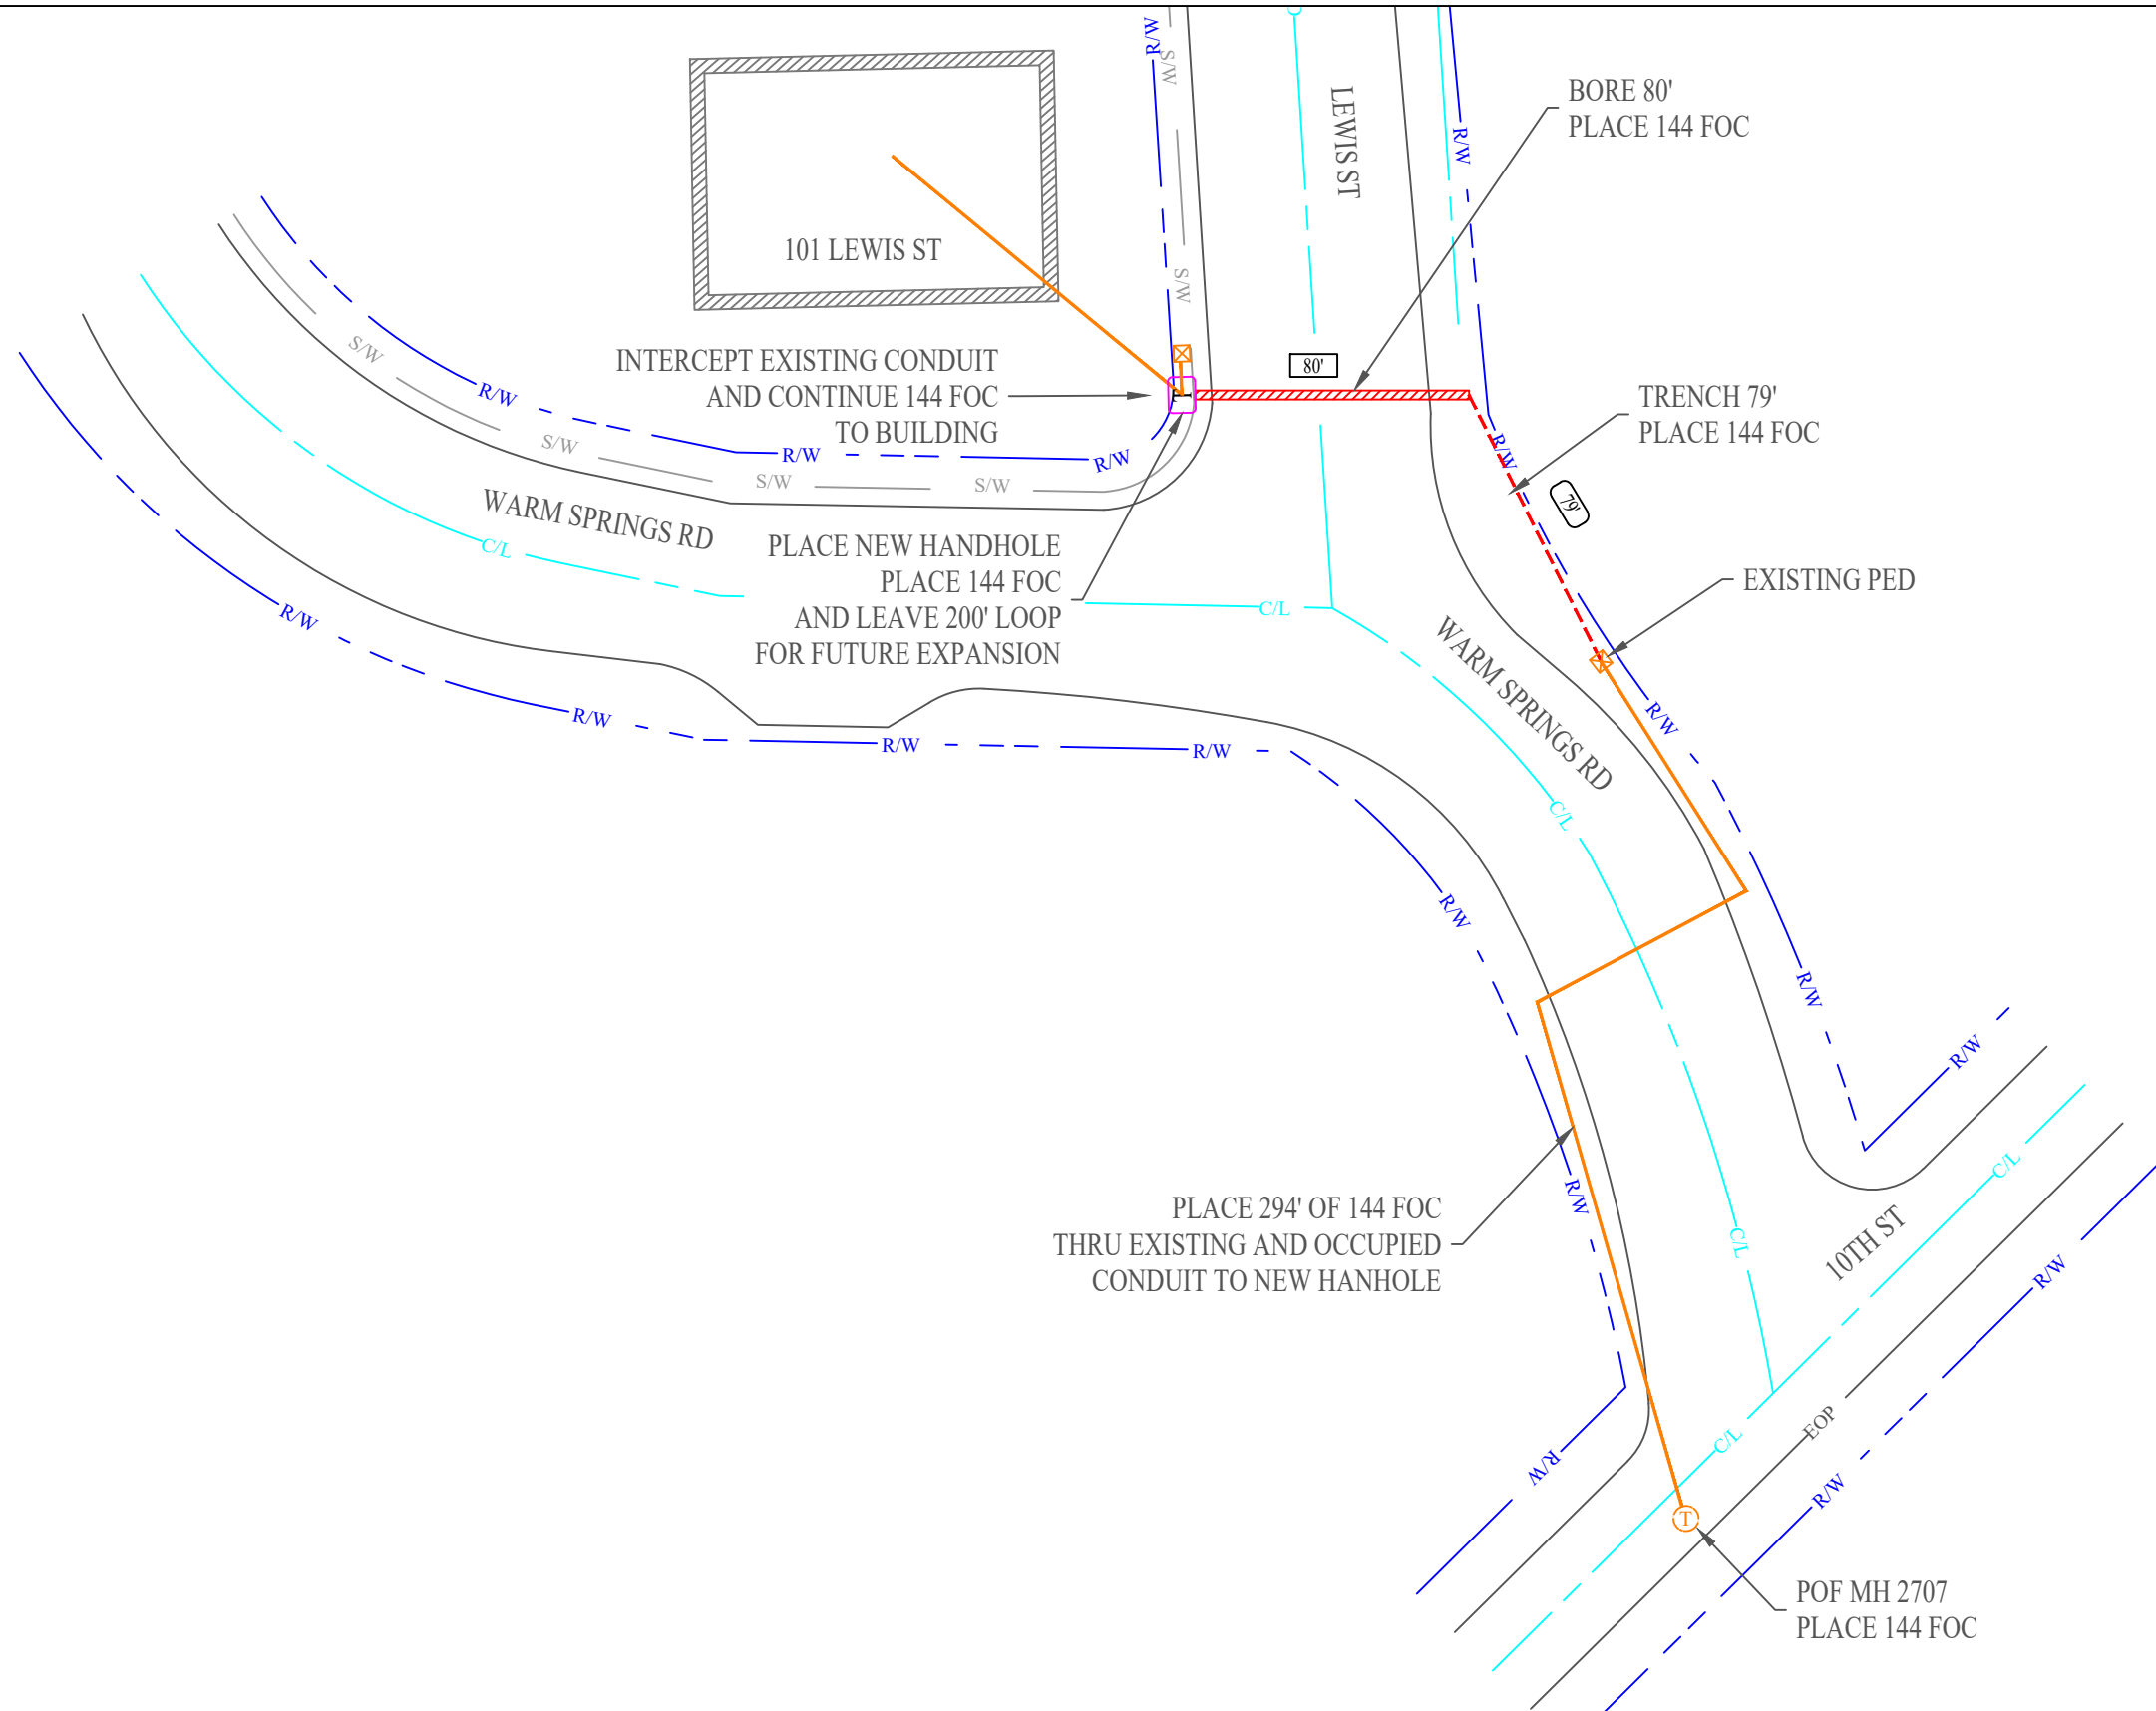 R/W
S/W
LEWIS ST
R/W
BORE 80'
PLACE 144 FOC
101 LEWIS ST
S/W
INTERCEPT EXISTING CONDUIT
AND CONTINUE 144 FOC
TO BUILDING
80'
TRENCH 79'
PLACE 144 FOC
S/W
R/W
S/W
R/W
R/W
R/W
S/W
S/W
79'
WARM SPRINGS RD
C/L
PLACE NEW HANDHOLE
PLACE 144 FOC
AND LEAVE 200' LOOP
FOR FUTURE EXPANSION
EXISTING PED
C/L
R/W
WARM SPRINGS RD
R/W
R/W
R/W
R/W
C/L
R/W
R/W
R/W
C/L
R/W
PLACE 294' OF 144 FOC
THRU EXISTING AND OCCUPIED
CONDUIT TO NEW HANHOLE
C/L
10TH ST
R/W
EOP
C/L
R/W
R/W
T
POF MH 2707
PLACE 144 FOC